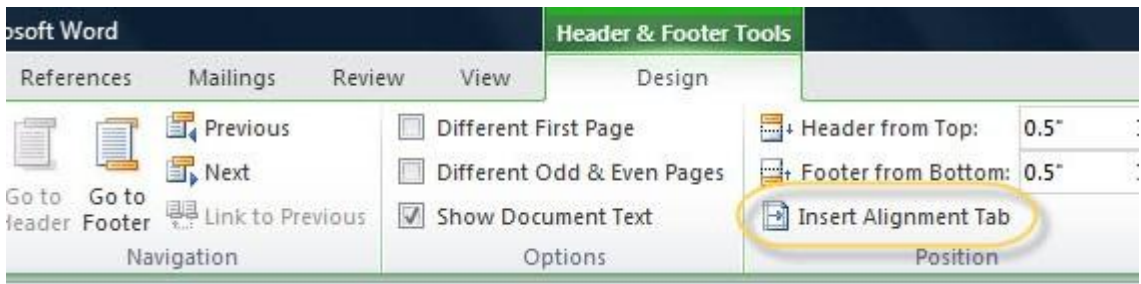 osoft Word
Header & Footer Tools
References Mailings Review View Design
Previous Different First Page Header from Top: 0.5"
Next Different Odd & Even Pages Footer from Bottom: 0.5"
Go to Header Go to Footer Link to Previous Show Document Text Insert Alignment Tab
Navigation Options Position